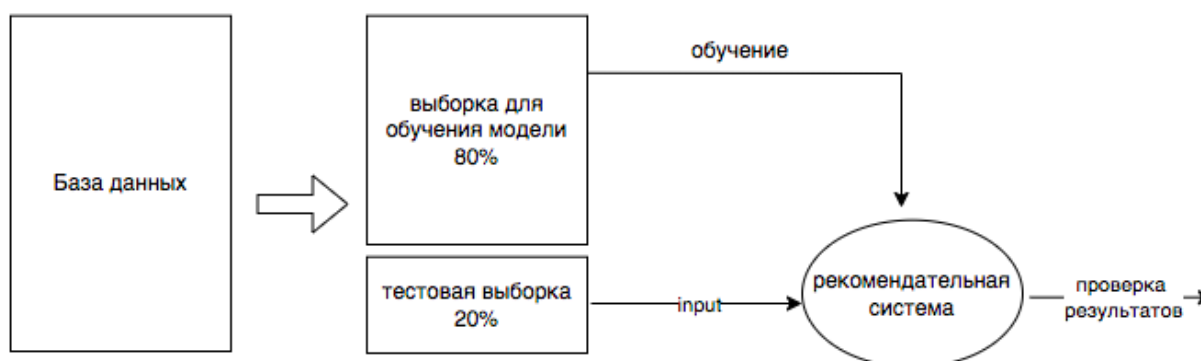 База данных
выборка для
обучения модели
80%
обучение
тестовая выборка
20%
input
рекомендательная
система
проверка
результатов